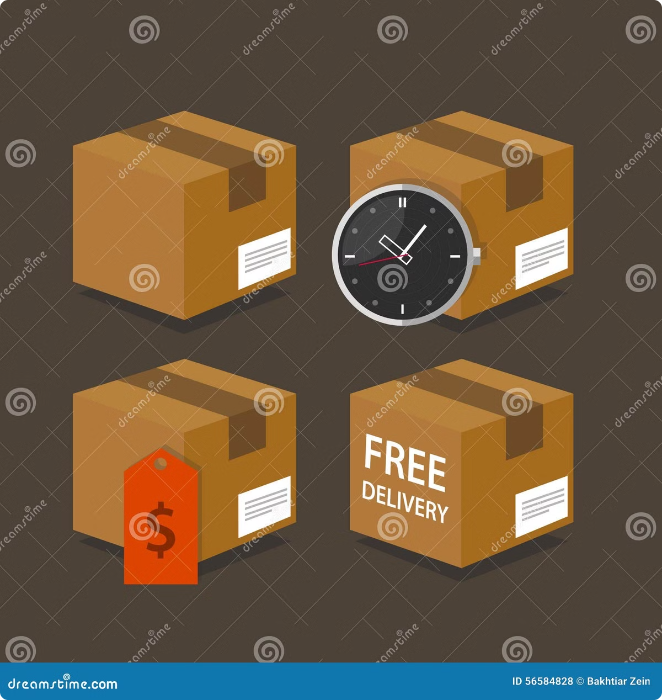 $
FREE
DELIVERY
dreamstime.com
ID 56584828 © Bakhtiar Zein